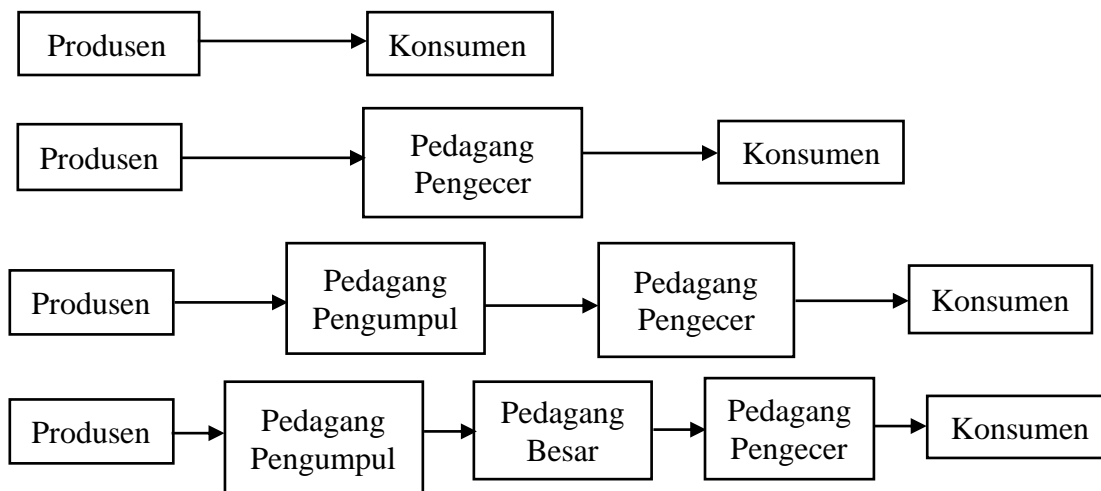 Produsen
Konsumen
Produsen
Pedagang
Pengecer
Konsumen
Produsen
Pedagang
Pengumpul
Pedagang
Pengecer
Konsumen
Produsen
Pedagang
Pengumpul
Pedagang
Besar
Pedagang
Pengecer
Konsumen